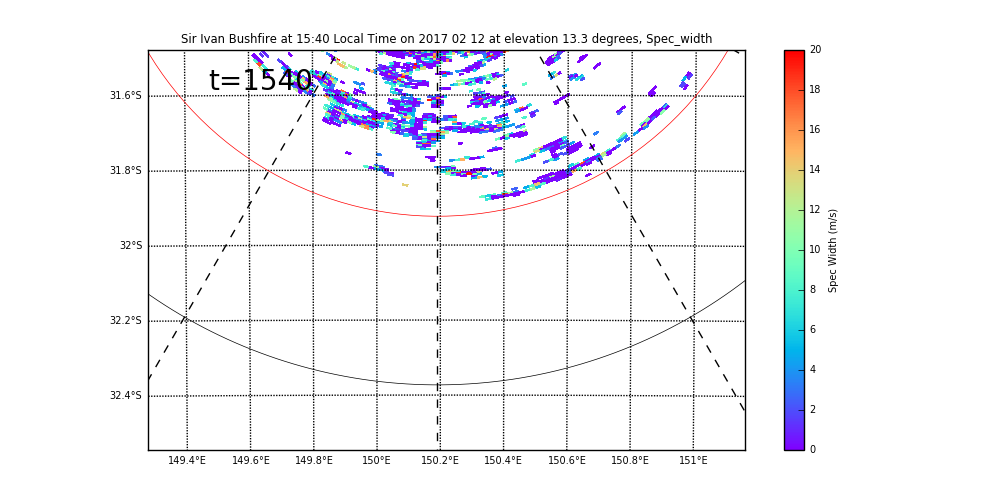 Sir Ivan Bushfire at 15:40 Local Time on 2017 02 12 at elevation 13.3 degrees, Spec_width
t=1540
31.6°S
31.8°S
32°S
32.2°S
32.4°S
149.4°E 149.6°E 149.8°E 150°E 150.2°E 150.4°E 150.6°E 150.8°E 151°E
20
18
16
14
12
10
8
6
4
2
0
Spec Width (m/s)